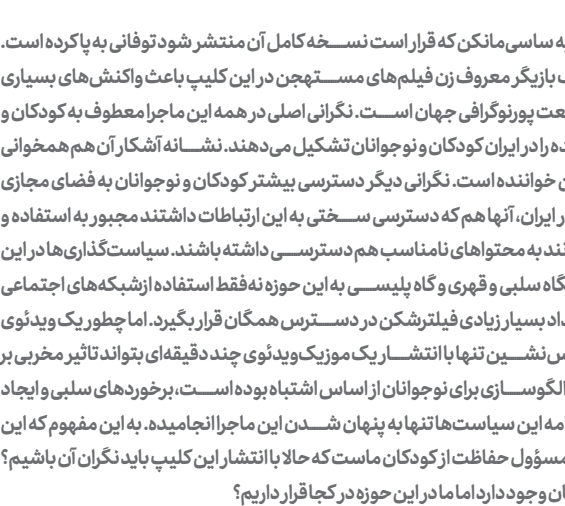 به ساسی‌مانکن که قرار است نسخه کامل آن منتشر شود توفانی به پا کرده است.
بازیگر معروف زن فیلم‌های مستهجن در این کلیپ باعث واکنش‌های بسیاری
عت پورنوگرافی جهان است. نگرانی اصلی در همه این ماجرا معطوف به کودکان و
ده را در ایران کودکان و نوجوانان تشکیل می‌دهند. نشانه آشکار آن هم همخوانی
ن خواننده است. نگرانی دیگر دسترسی بیشتر کودکان و نوجوانان به فضای مجازی
ر ایران، آنها هم که دسترسی سختی به این ارتباطات داشتند مجبور به استفاده و
نند به محتواهای نامناسب هم دسترسی داشته باشند. سیاست‌گذاری‌ها در این
گاه سلبی و قهری و گاه پلیسی به این حوزه نه‌فقط استفاده ازشبکه‌های اجتماعی
داد بسیار زیادی فیلترشکن در دسترس همگان قرار بگیرد. اما چطور یک ویدئوی
س‌نشین تنها با انتشار یک موزیک‌ویدئوی چند دقیقه‌ای بتواند تاثیر مخربی بر
الگوسازی برای نوجوانان از اساس اشتباه بوده است، برخوردهای سلبی و ایجاد
مه این سیاست‌ها تنها به پنهان شدن این ماجرا انجامیده. به این مفهوم که این
مسؤول حفاظت از کودکان ماست که حالا با انتشار این کلیپ باید نگران آن باشیم؟
ان وجود دارد اما ما در این حوزه در کجا قرار داریم؟